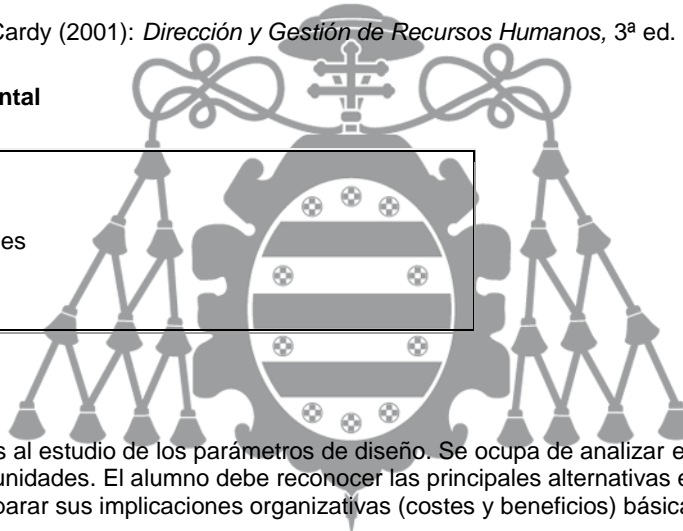 Cardy (2001): Dirección y Gestión de Recursos Humanos, 3ª ed.
ntal
es
s al estudio de los parámetros de diseño. Se ocupa de analizar e
unidades. El alumno debe reconocer las principales alternativas e
parar sus implicaciones organizativas (costes y beneficios) básica